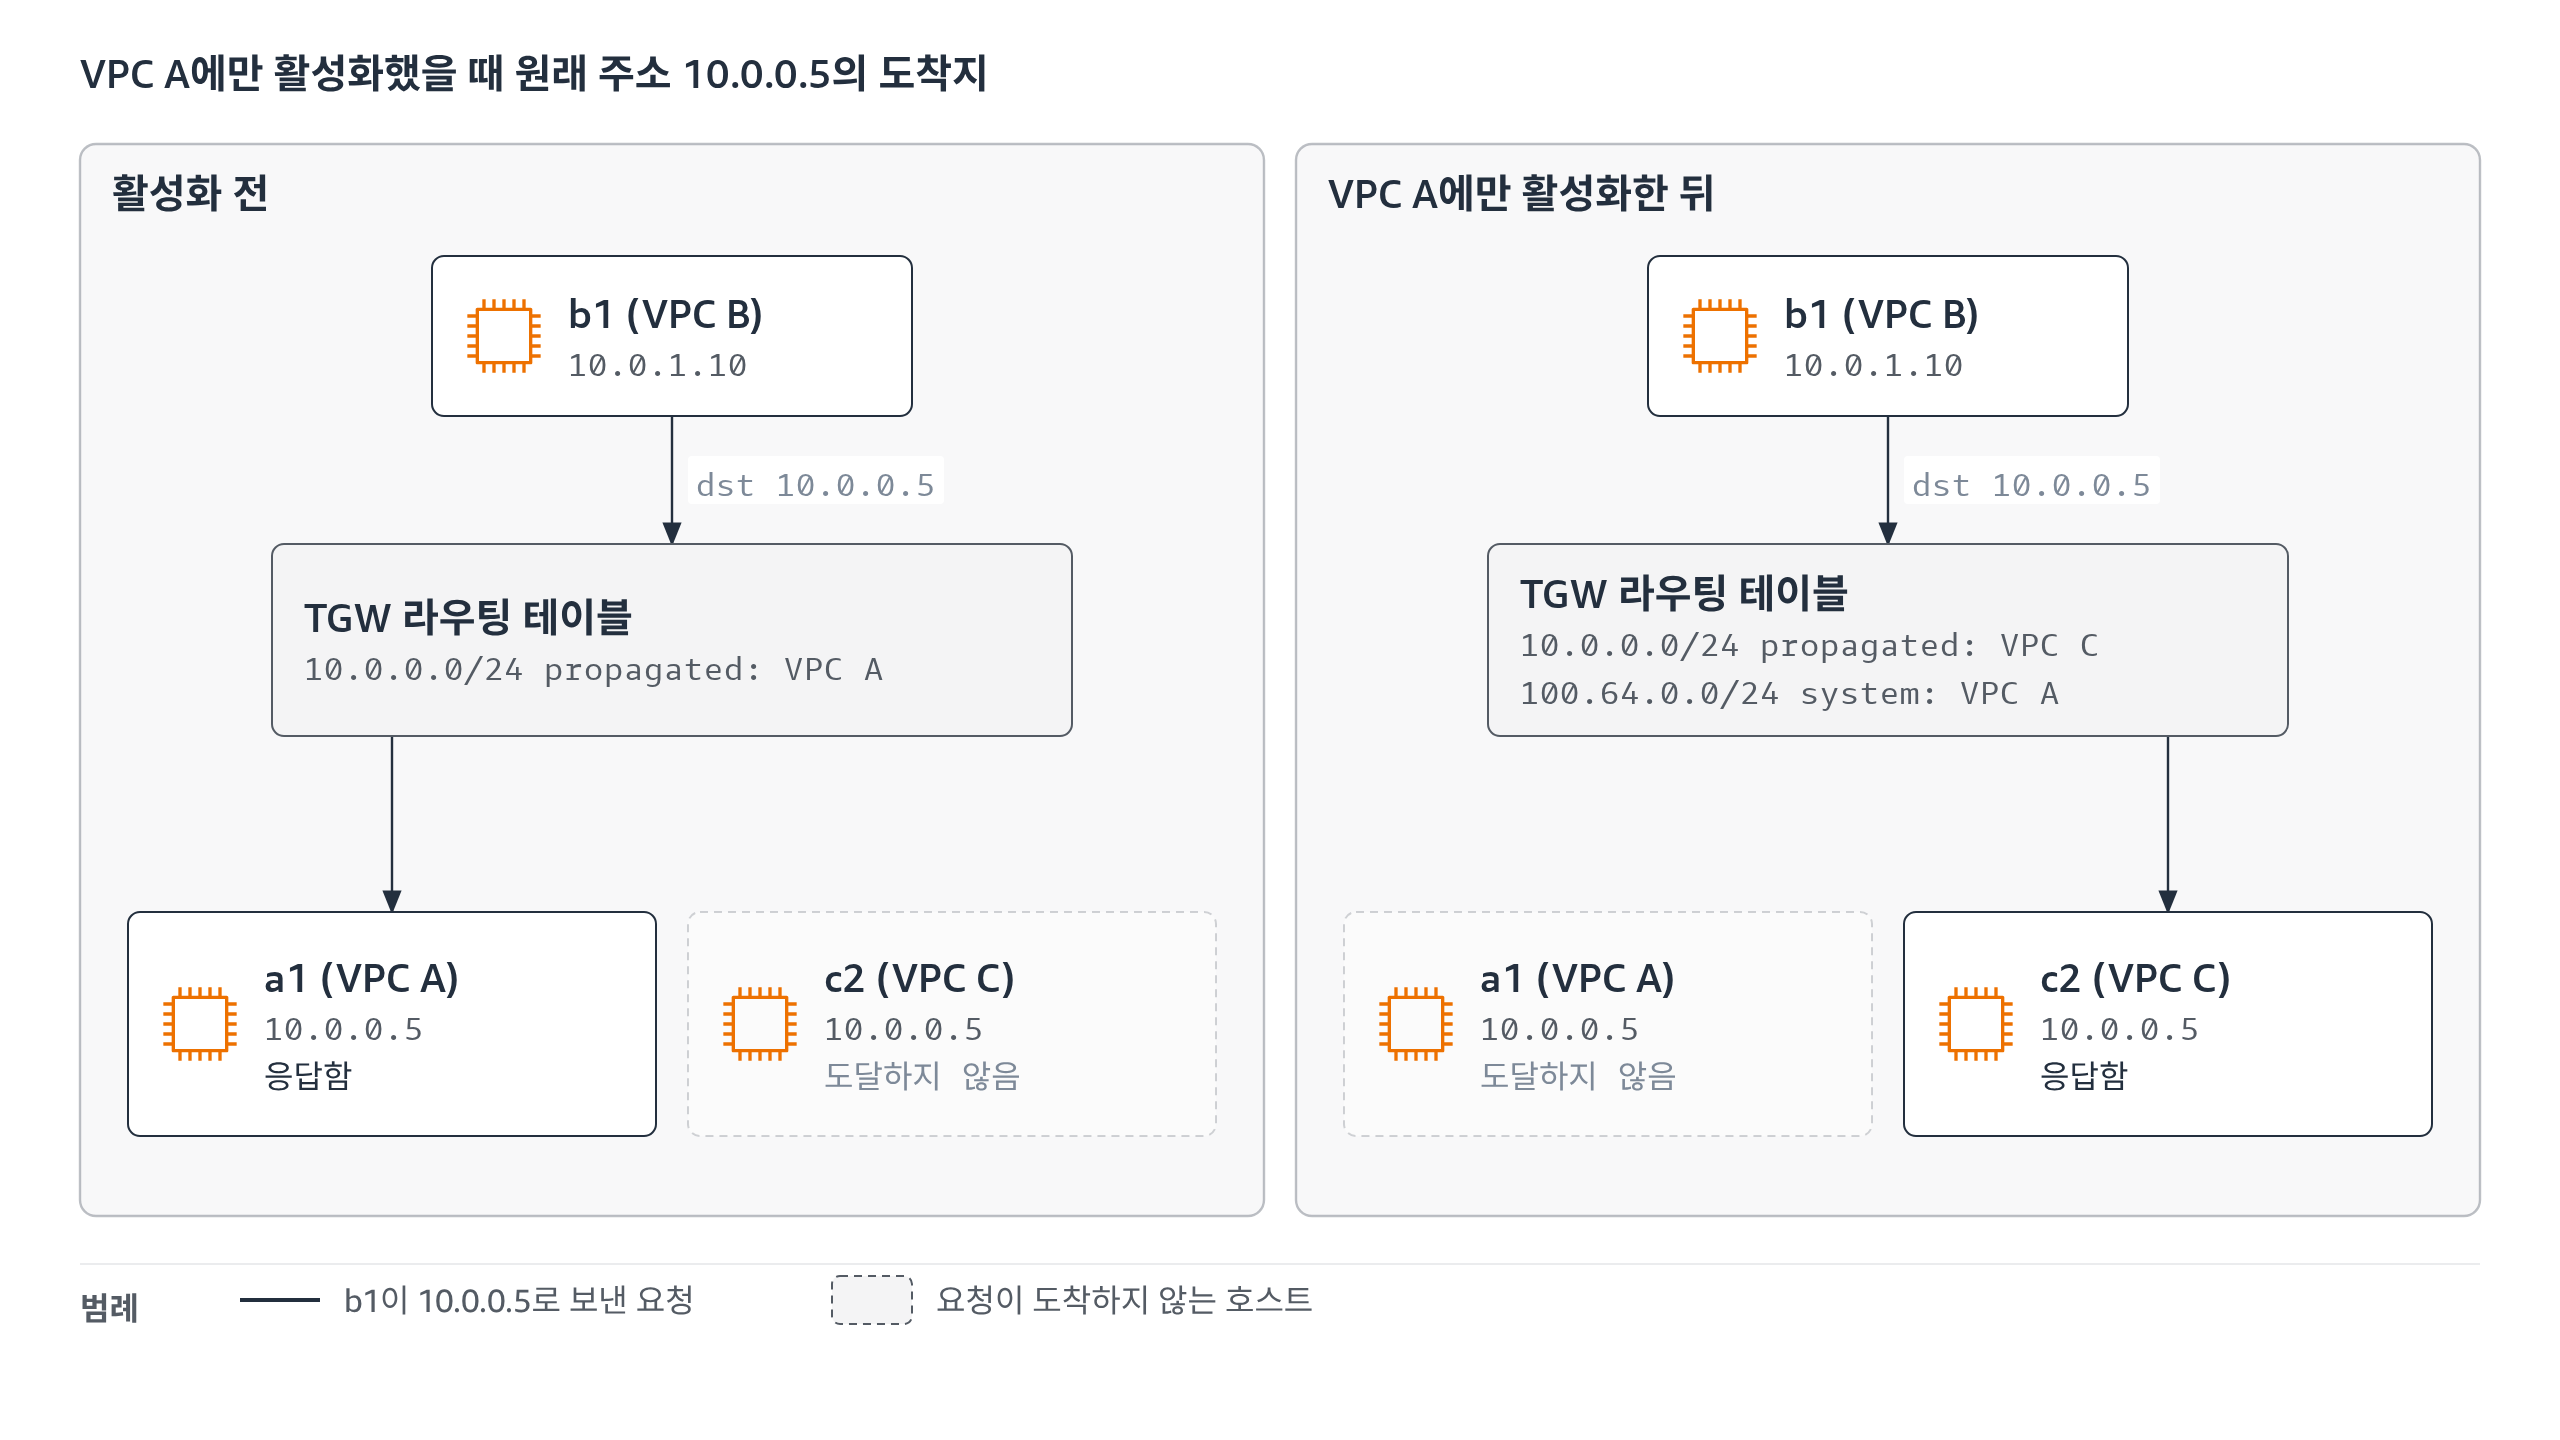 VPC A에만 활성화했을 때 원래 주소 10.0.0.5의 도착지
활성화 전
b1 (VPC B)
10.0.1.10
dst 10.0.0.5
TGW 라우팅 테이블
10.0.0.0/24 propagated: VPC A
a1 (VPC A)
10.0.0.5
응답함
c2 (VPC C)
10.0.0.5
도달하지 않음
VPC A에만 활성화한 뒤
b1 (VPC B)
10.0.1.10
dst 10.0.0.5
TGW 라우팅 테이블
10.0.0.0/24 propagated: VPC C
100.64.0.0/24 system: VPC A
a1 (VPC A)
10.0.0.5
도달하지 않음
c2 (VPC C)
10.0.0.5
응답함
범례
b1이 10.0.0.5로 보낸 요청
요청이 도착하지 않는 호스트